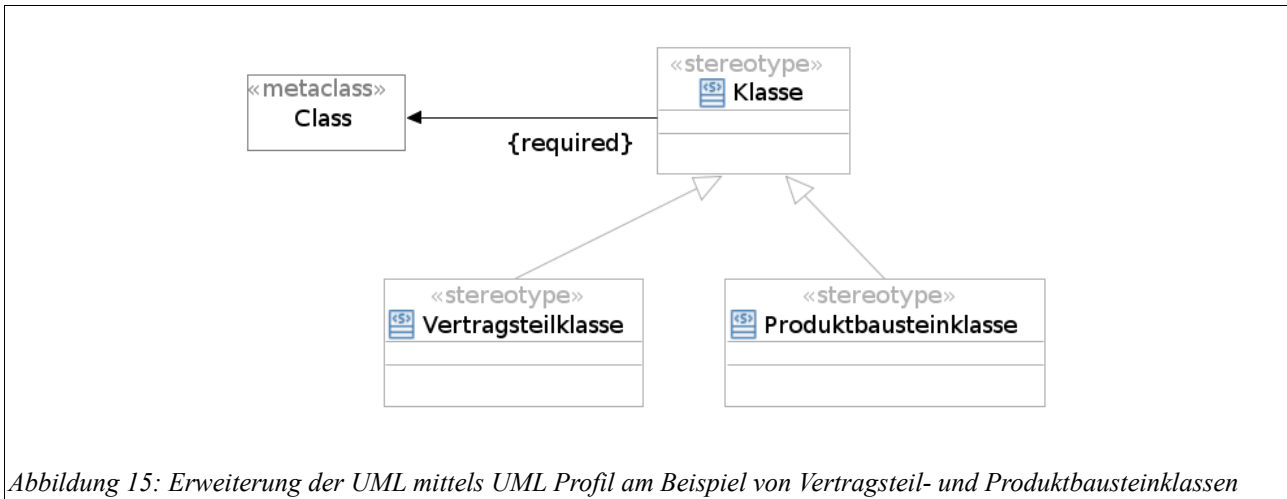 «stereotype»
<S> Klasse
«metaclass»
Class
{required}
«stereotype»
<S> Vertragsteilklasse
«stereotype»
<S> Produktbausteinklasse
Abbildung 15: Erweiterung der UML mittels UML Profil am Beispiel von Vertragsteil- und Produktbausteinklassen